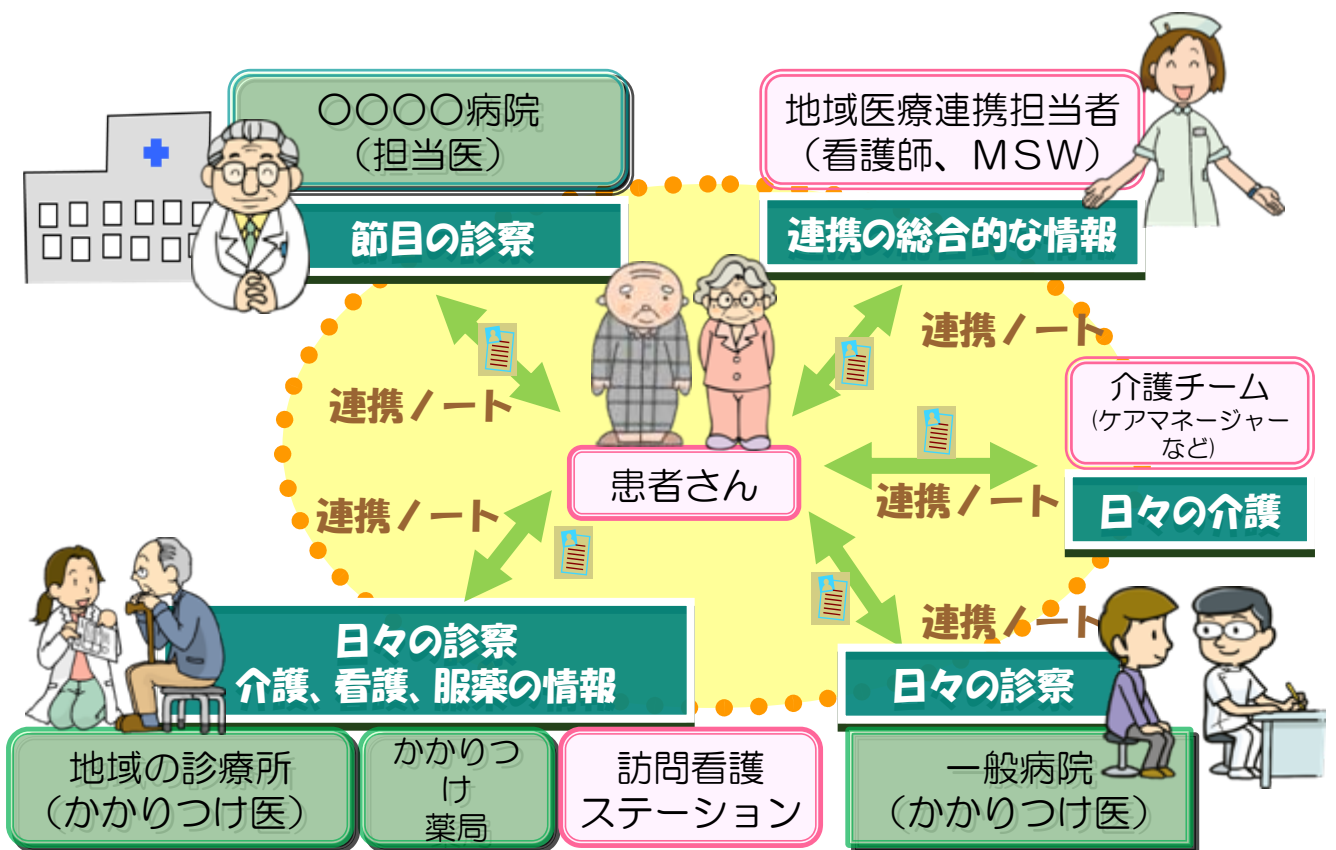 〇〇〇〇病院
（担当医）
節目の診察
地域医療連携担当者
（看護師、ＭＳＷ）
連携の総合的な情報
連携ノート
連携ノート
介護チーム
(ケアマネージャー
など)
日々の介護
患者さん
連携ノート
連携ノート
連携ノート
日々の診察
介護、看護、服薬の情報
日々の診察
地域の診療所
（かかりつけ医）
かかりつ
け
薬局
訪問看護
ステーション
一般病院
（かかりつけ医）